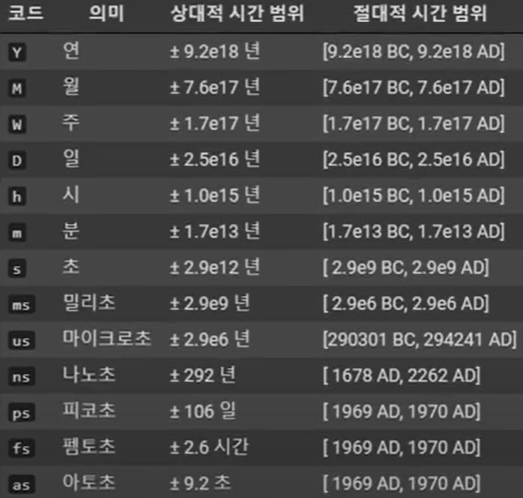 코드 의미 상대적 시간 범위 절대적 시간 범위
Y 연 ± 9.2e18 년 [9.2e18 BC, 9.2e18 AD]
M 월 ± 7.6e17 년 [7.6e17 BC, 7.6e17 AD]
W 주 ± 1.7e17 년 [1.7e17 BC, 1.7e17 AD]
D 일 ± 2.5e16 년 [2.5e16 BC, 2.5e16 AD]
h 시 ± 1.0e15 년 [1.0e15 BC, 1.0e15 AD]
m 분 ± 1.7e13 년 [1.7e13 BC, 1.7e13 AD]
s 초 ± 2.9e12 년 [ 2.9e9 BC, 2.9e9 AD]
ms 밀리초 ± 2.9e9 년 [ 2.9e6 BC, 2.9e6 AD]
us 마이크로초 ± 2.9e6 년 [290301 BC, 294241 AD]
ns 나노초 ± 292 년 [ 1678 AD, 2262 AD]
ps 피코초 ± 106 일 [ 1969 AD, 1970 AD]
fs 펨토초 ± 2.6 시간 [ 1969 AD, 1970 AD]
as 아토초 ± 9.2 초 [ 1969 AD, 1970 AD]